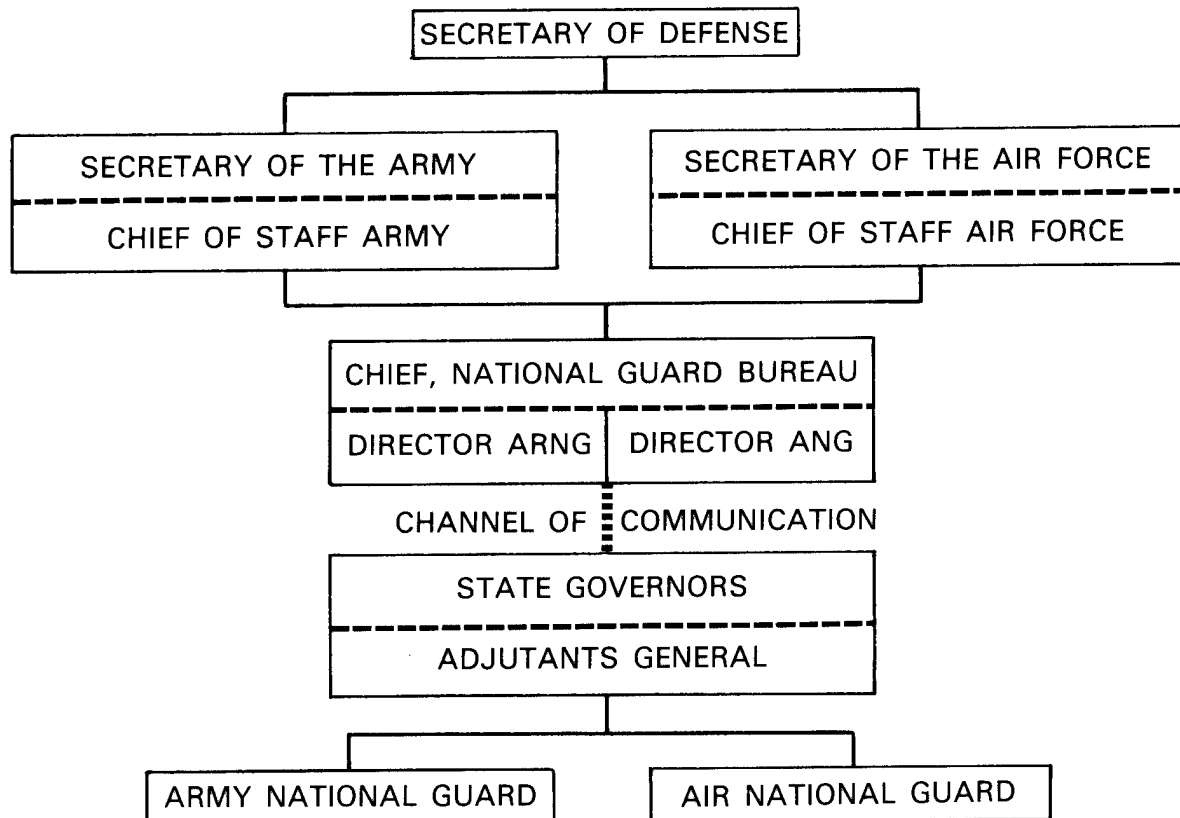 SECRETARY OF DEFENSE
SECRETARY OF THE ARMY
CHIEF OF STAFF ARMY
SECRETARY OF THE AIR FORCE
CHIEF OF STAFF AIR FORCE
CHIEF, NATIONAL GUARD BUREAU
DIRECTOR ARNG
DIRECTOR ANG
CHANNEL OF COMMUNICATION
STATE GOVERNORS
ADJUTANTS GENERAL
ARMY NATIONAL GUARD
AIR NATIONAL GUARD